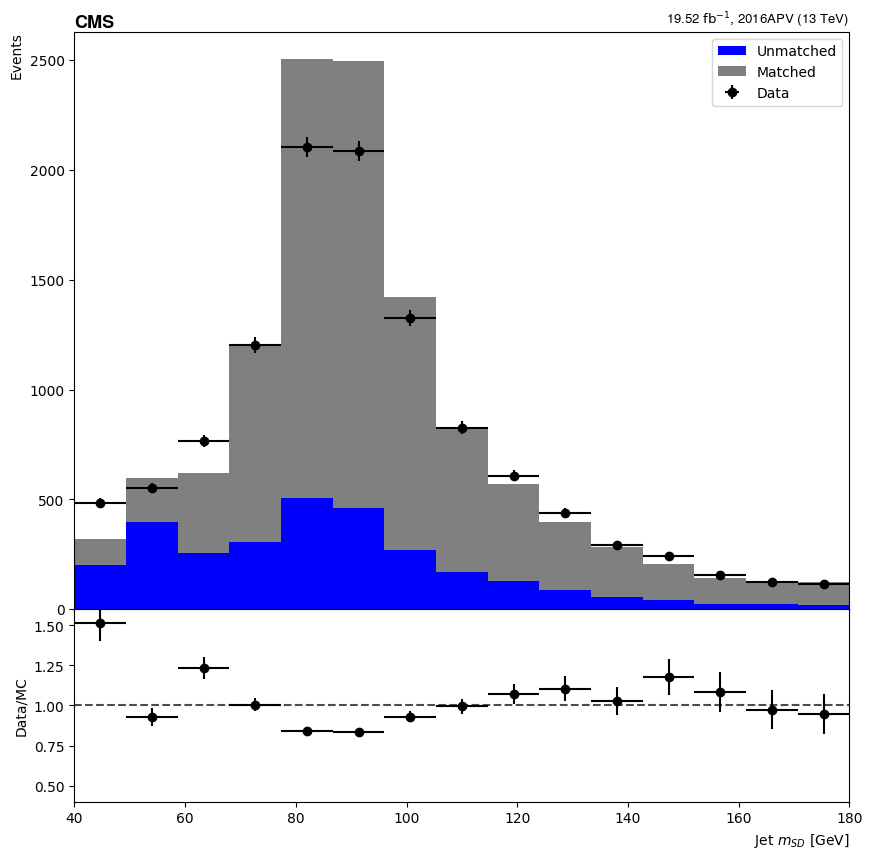 CMS
19.52 fb⁻¹, 2016APV (13 TeV)
Events
2500
2000
1500
1000
500
0
Unmatched
Matched
Data
Data/MC
1.50
1.25
1.00
0.75
0.50
40
60
80
100
120
140
160
180
Jet m_SD [GeV]